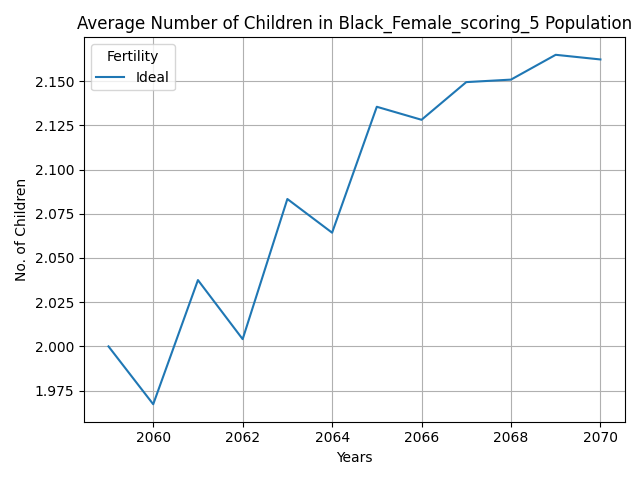 Average Number of Children in Black_Female_scoring_5 Population
Fertility
Ideal
No. of Children
2.150
2.125
2.100
2.075
2.050
2.025
2.000
1.975
2060 2062 2064 2066 2068 2070
Years